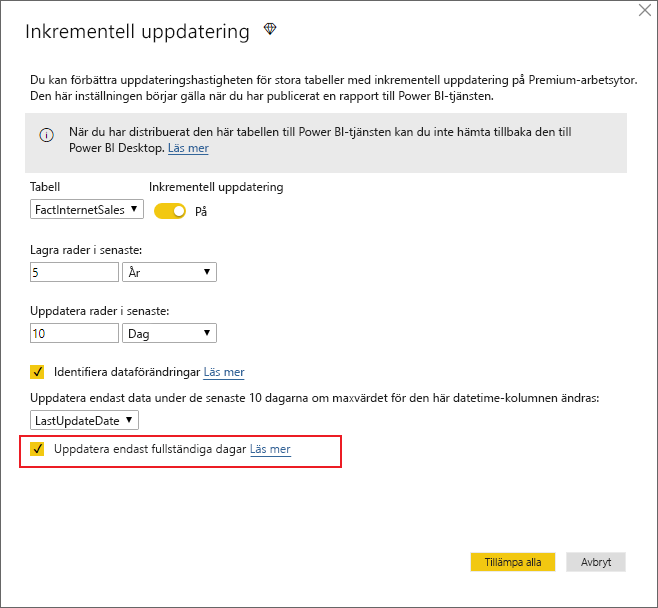 Inkrementell uppdatering
Du kan förbättra uppdateringshastigheten för stora tabeller med inkrementell uppdatering på Premium-arbetsytor.
Den här inställningen börjar gälla när du har publicerat en rapport till Power BI-tjänsten.
När du har distribuerat den här tabellen till Power BI-tjänsten kan du inte hämta tillbaka den till
Power BI Desktop. Läs mer
Tabell Inkrementell uppdatering
FactInternetSales På
Lagra rader i senaste:
5 År
Uppdatera rader i senaste:
10 Dag
Identifiera dataförändringar Läs mer
Uppdatera endast data under de senaste 10 dagarna om maxvärdet för den här datetime-kolumnen ändras:
LastUpdateDate
Uppdatera endast fullständiga dagar Läs mer
Tillämpa alla Avbryt